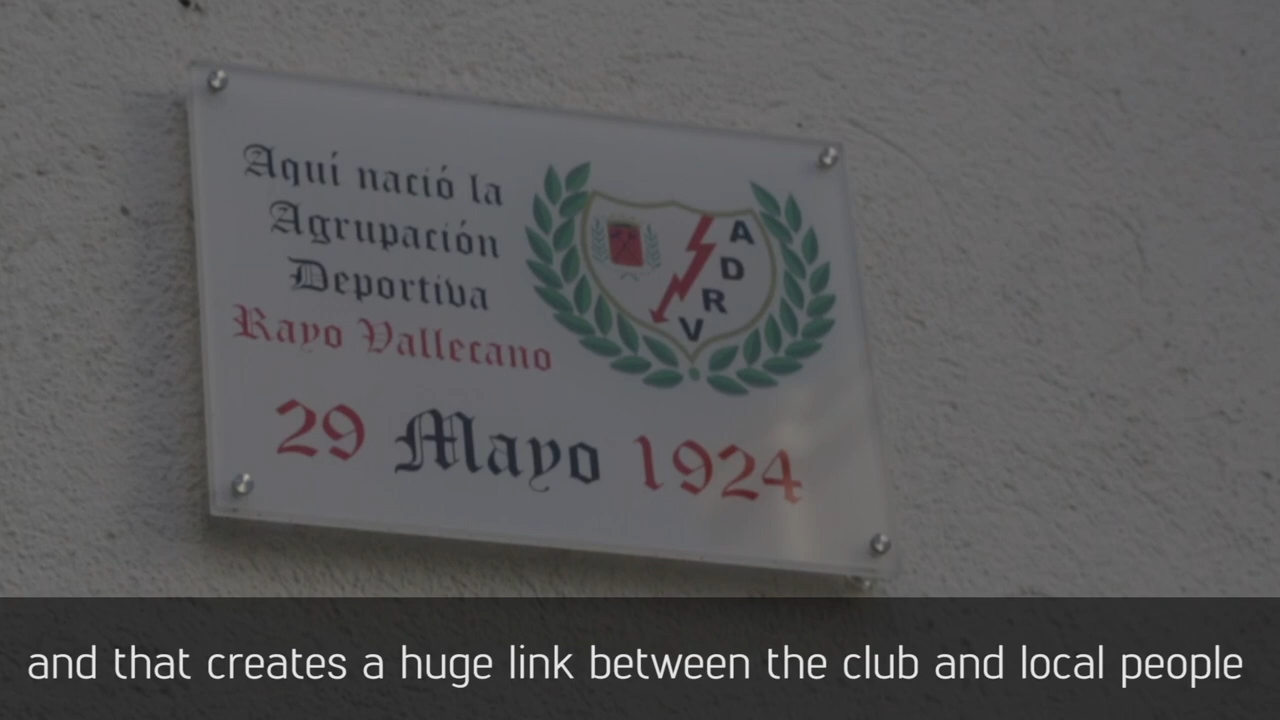 Aquí nació la
Agrupación
Deportiva
Rayo Vallecano
29 Mayo 1924
A
D
R
V
and that creates a huge link between the club and local people